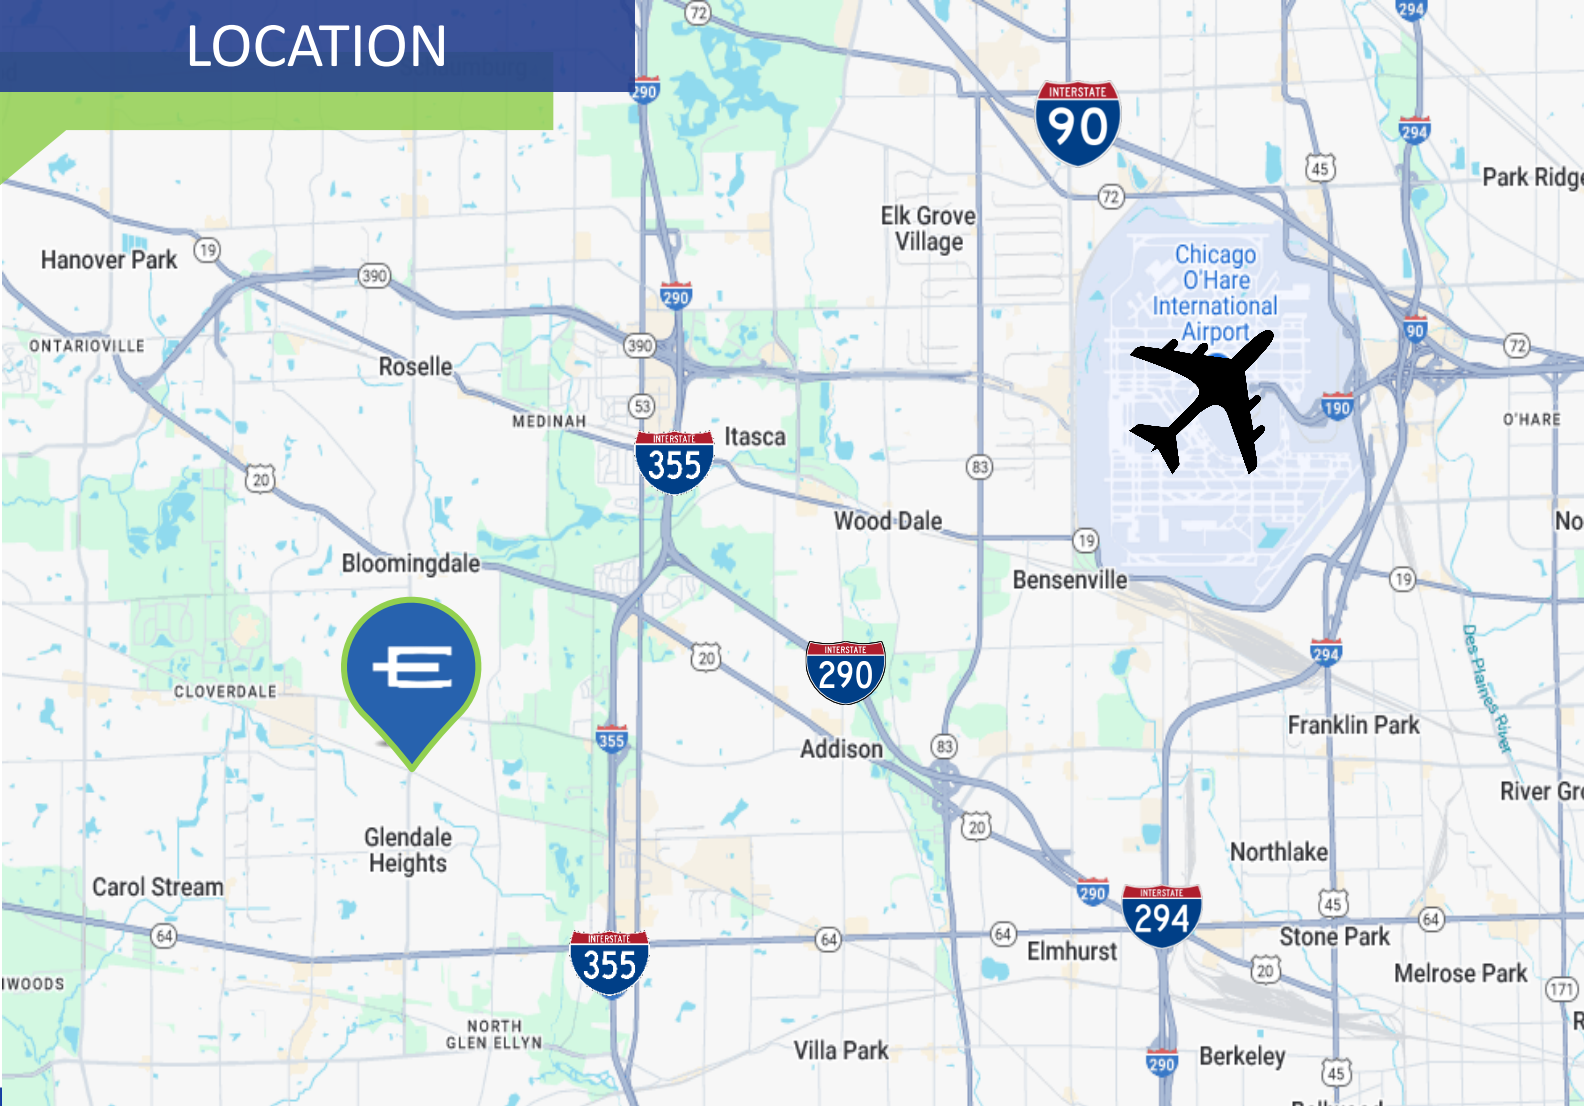 LOCATION
72
294
290
INTERSTATE
90
294
45
Park Ridge
72
Elk Grove
Village
Hanover Park
19
390
Chicago
O'Hare
International
Airport
290
90
ONTARIOVILLE
390
72
Roselle
53
190
MEDINAH
O'HARE
INTERSTATE
355
Itasca
83
20
Wood Dale
No
19
Bloomingdale
Bensenville
19
20
INTERSTATE
290
294
Des Plaines River
E
CLOVERDALE
355
Addison
83
Franklin Park
River Gro
20
Glendale
Heights
Northlake
Carol Stream
290
INTERSTATE
294
45
64
64
64
64
Elmhurst
Stone Park
INTERSTATE
355
20
Melrose Park
IWOODS
171
NORTH
GLEN ELLYN
R
Villa Park
290
Berkeley
45